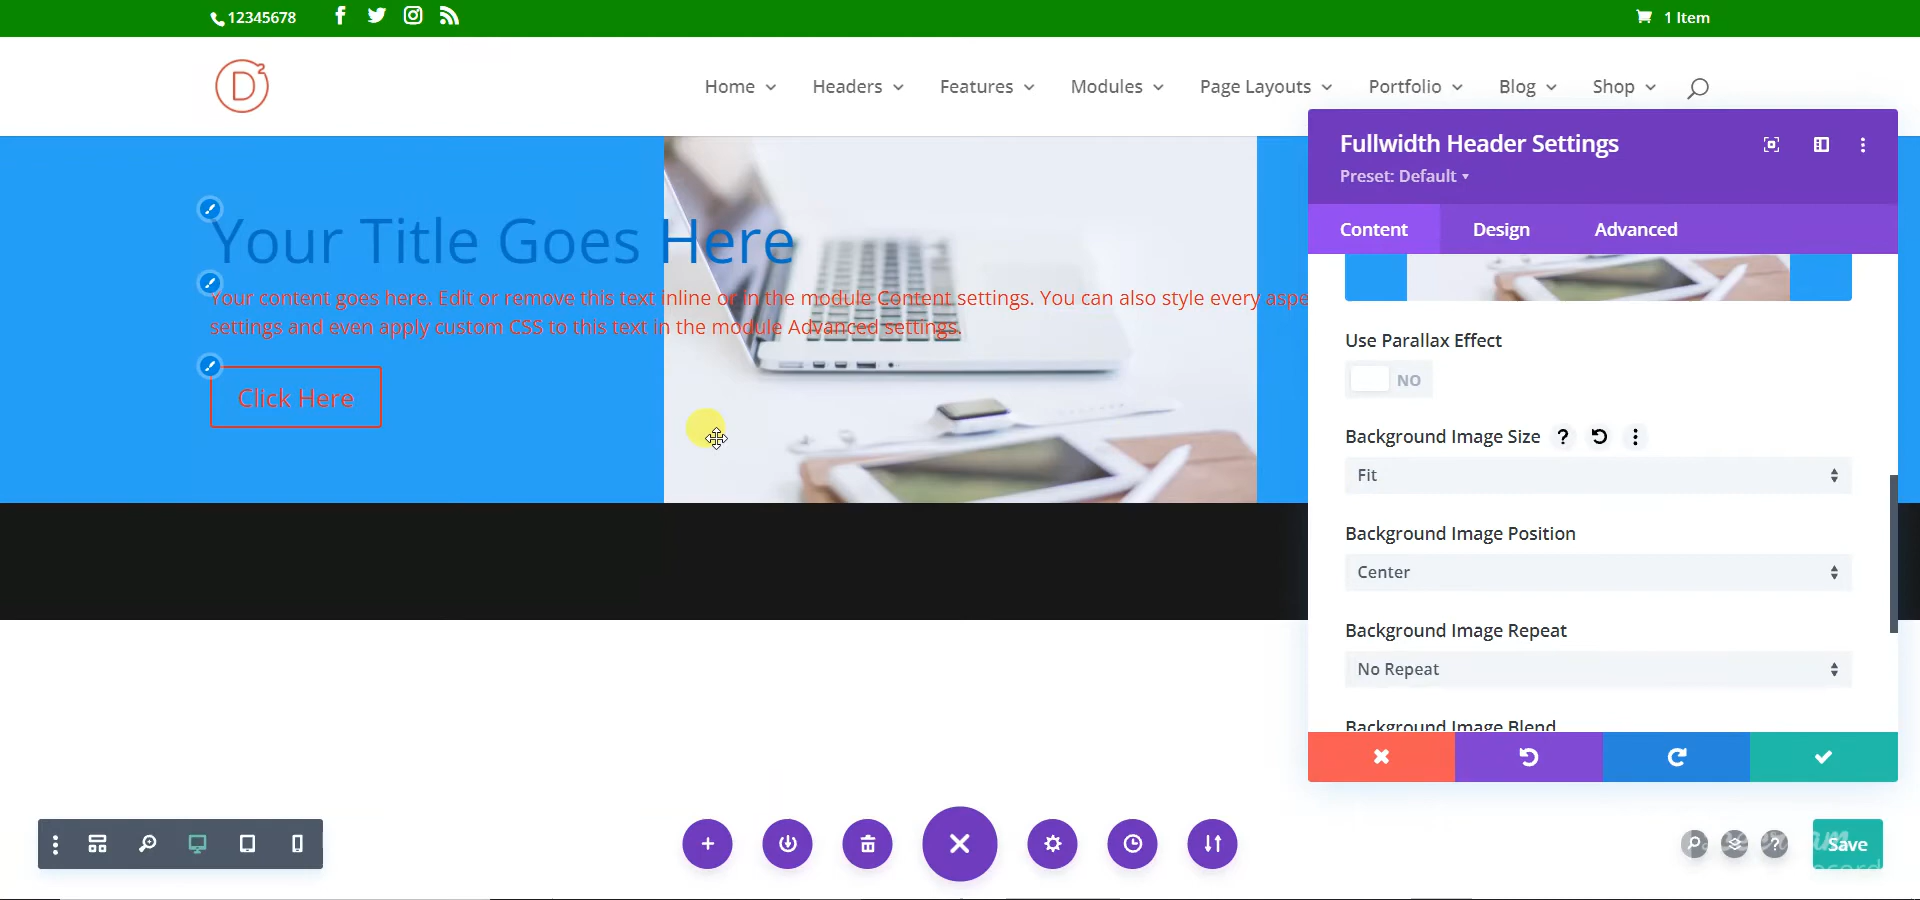 12345678
1 Item
D2
Home
Headers
Features
Modules
Page Layouts
Portfolio
Blog
Shop
Your Title Goes Here
Your content goes here. Edit or remove this text inline or in the module Content settings. You can also style every aspe
settings and even apply custom CSS to this text in the module Advanced settings.
Click Here
Fullwidth Header Settings
Preset: Default
Content
Design
Advanced
Use Parallax Effect
NO
Background Image Size
?
Fit
Background Image Position
Center
Background Image Repeat
No Repeat
Background Image Blend
?
Save